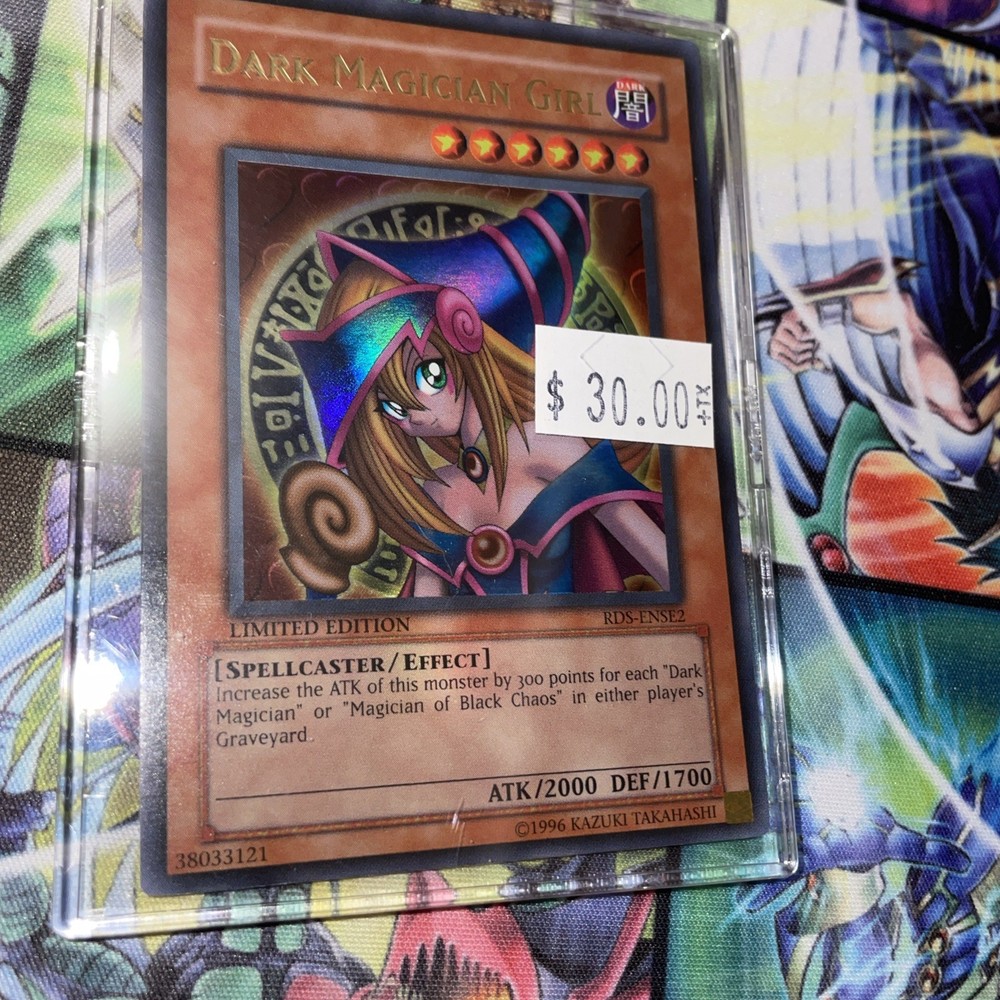 DARK MAGICIAN GIRL
DARK
闇
$ 30.00+TX
LIMITED EDITION RDS-ENSE2
[SPELLCASTER/EFFECT]
Increase the ATK of this monster by 300 points for each "Dark
Magician" or "Magician of Black Chaos" in either player's
Graveyard.
ATK/2000 DEF/1700
©1996 KAZUKI TAKAHASHI
38033121